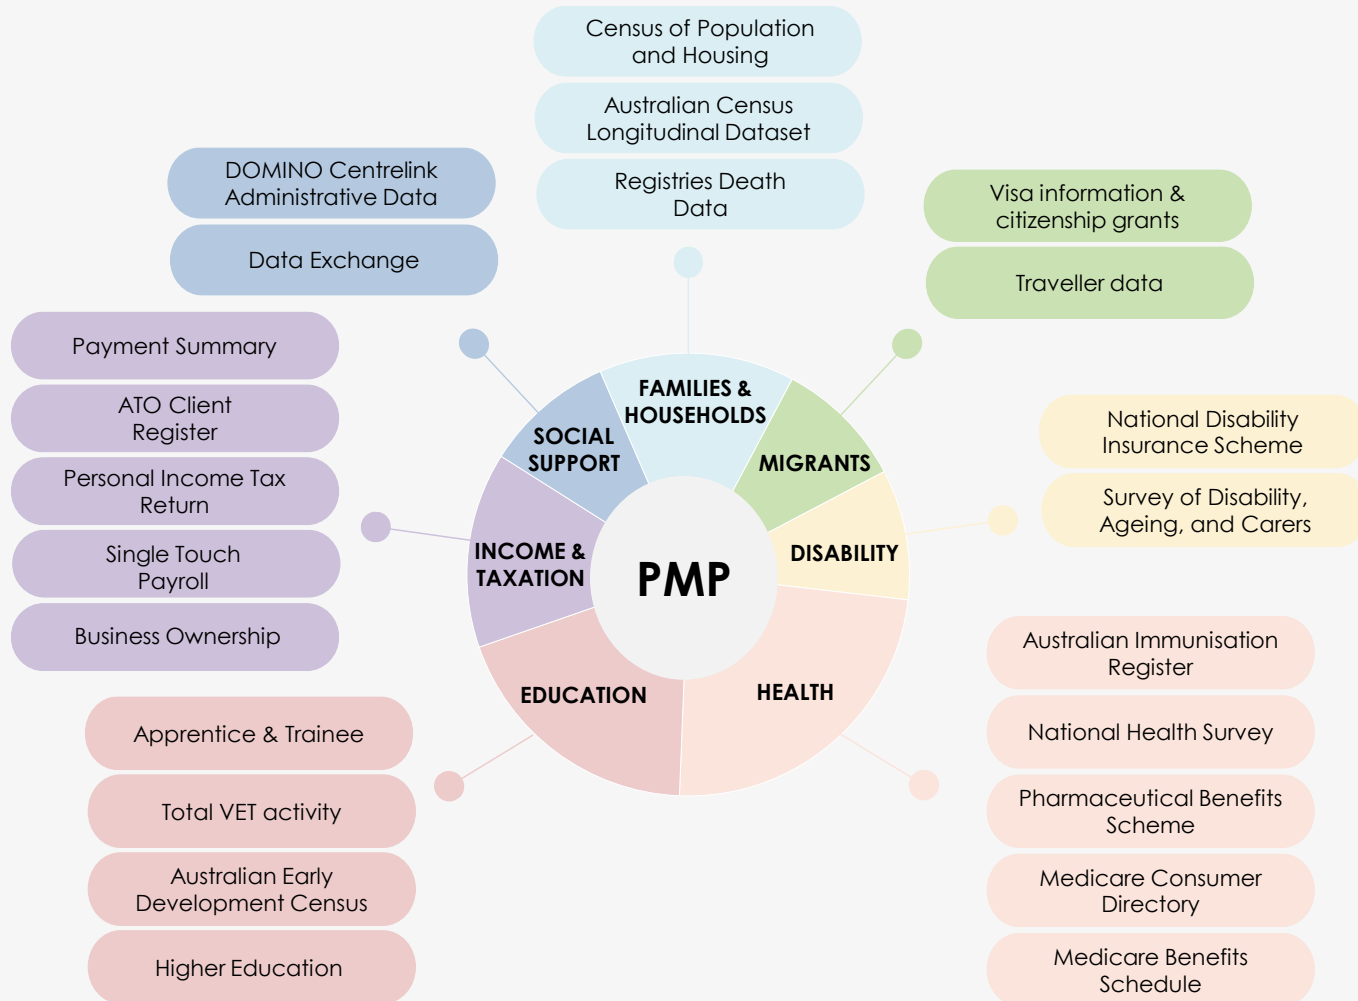 Census of Population
and Housing
Australian Census
Longitudinal Dataset
Registries Death
Data
DOMINO Centrelink
Administrative Data
Data Exchange
Visa information &
citizenship grants
Traveller data
Payment Summary
ATO Client
Register
Personal Income Tax
Return
Single Touch
Payroll
Business Ownership
National Disability
Insurance Scheme
Survey of Disability,
Ageing, and Carers
FAMILIES &
HOUSEHOLDS
SOCIAL
SUPPORT
MIGRANTS
INCOME &
TAXATION
DISABILITY
PMP
EDUCATION
HEALTH
Apprentice & Trainee
Total VET activity
Australian Early
Development Census
Higher Education
Australian Immunisation
Register
National Health Survey
Pharmaceutical Benefits
Scheme
Medicare Consumer
Directory
Medicare Benefits
Schedule